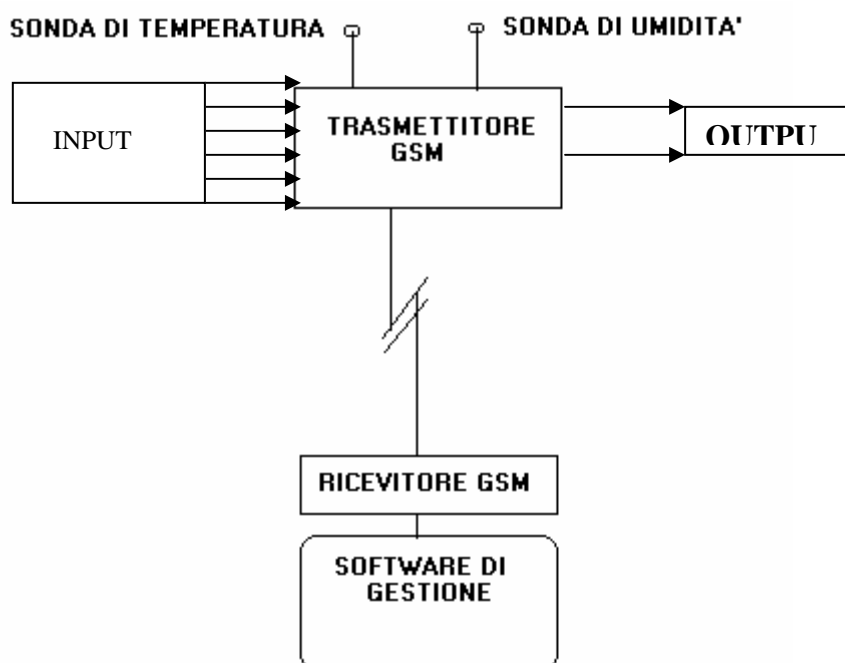 SONDA DI TEMPERATURA
SONDA DI UMIDITA'
INPUT
TRASMETTITORE
GSM
OUTPU
RICEVITORE GSM
SOFTWARE DI
GESTIONE